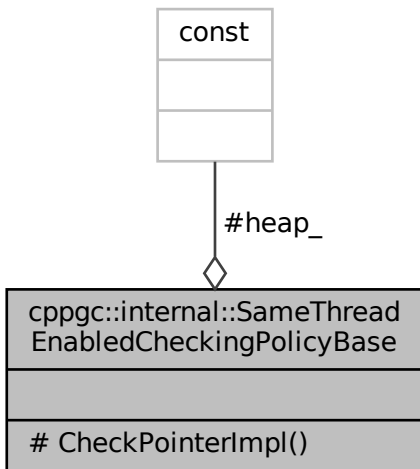 const
#heap_
cppgc::internal::SameThread
EnabledCheckingPolicyBase
# CheckPointerImpl()